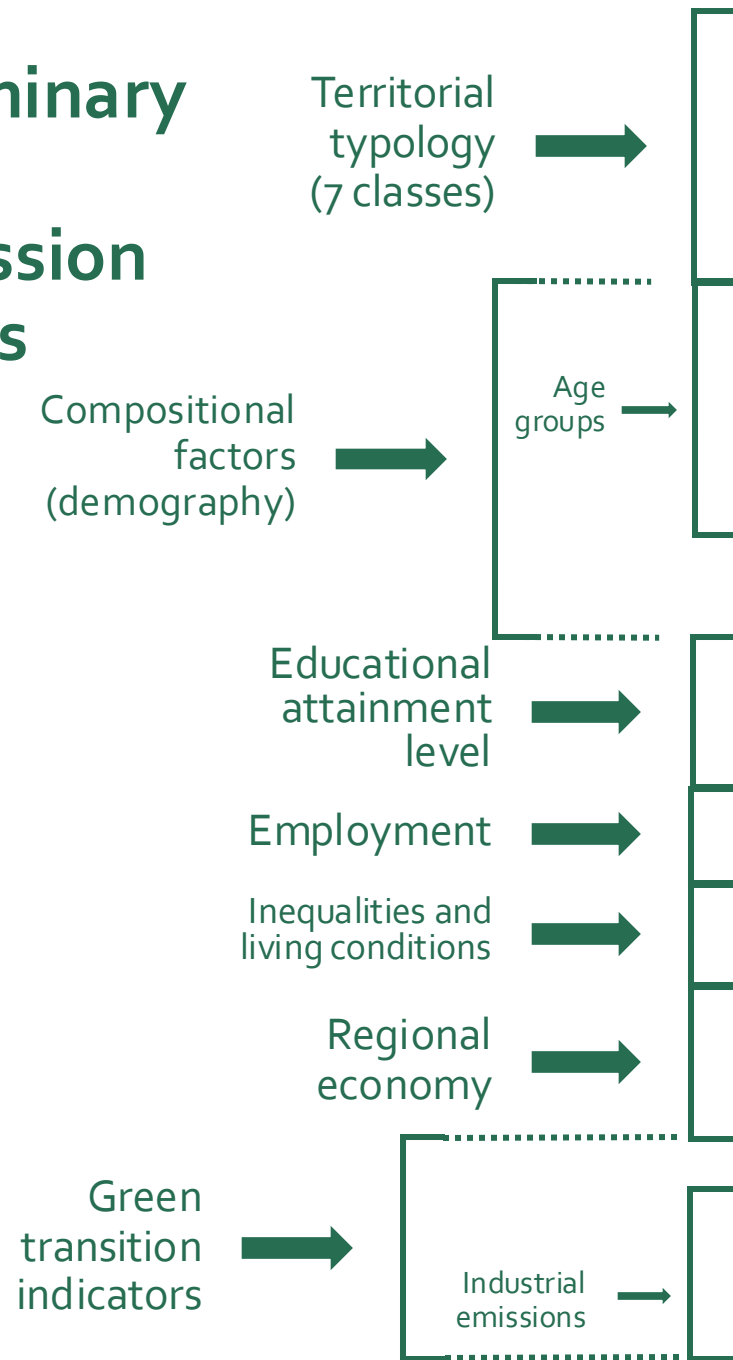 minary
ssion
s
Territorial
typology
(7 classes)
Age
groups
Compositional
factors
(demography)
Educational
attainment
level
Employment
Inequalities and
living conditions
Regional
economy
Green
transition
indicators
Industrial
emissions